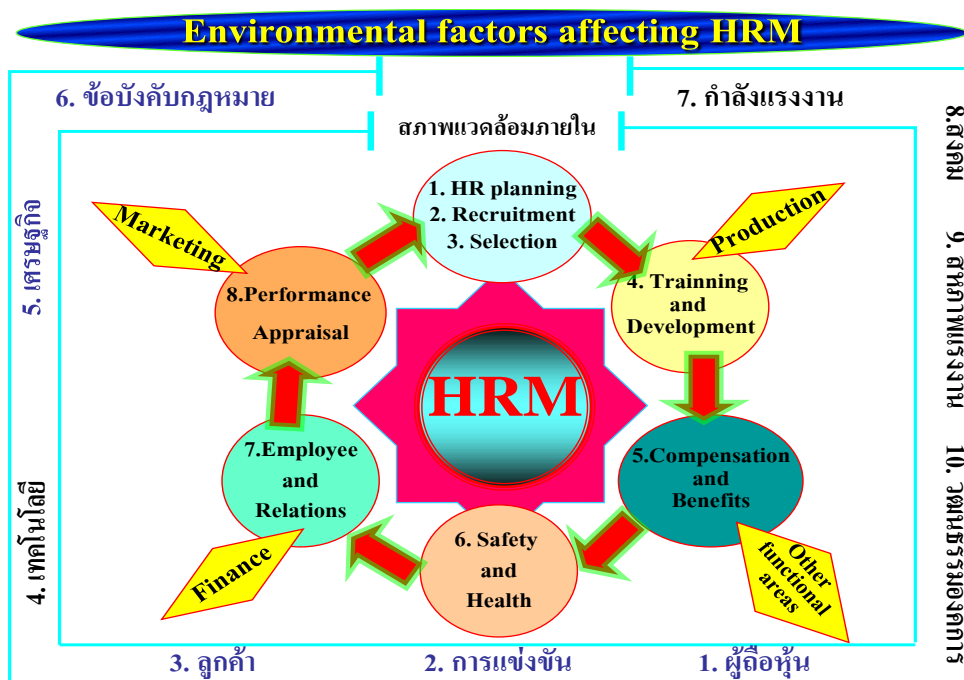 Environmental factors affecting HRM
6. ข้อบังคับกฎหมาย
7. กำลังแรงงาน
สภาพแวดล้อมภายใน
8.สังคม
9. สหภาพแรงงาน
10. วัฒนธรรมองค์การ
5. เศรษฐกิจ
4. เทคโนโลยี
Marketing
1. HR planning
2. Recruitment
3. Selection
Production
4. Trainning
and
Development
8.Performance
Appraisal
HRM
7.Employee
and
Relations
5.Compensation
and
Benefits
6. Safety
and
Health
Finance
Other
functional
areas
3. ลูกค้า
2. การแข่งขัน
1. ผู้ถือหุ้น